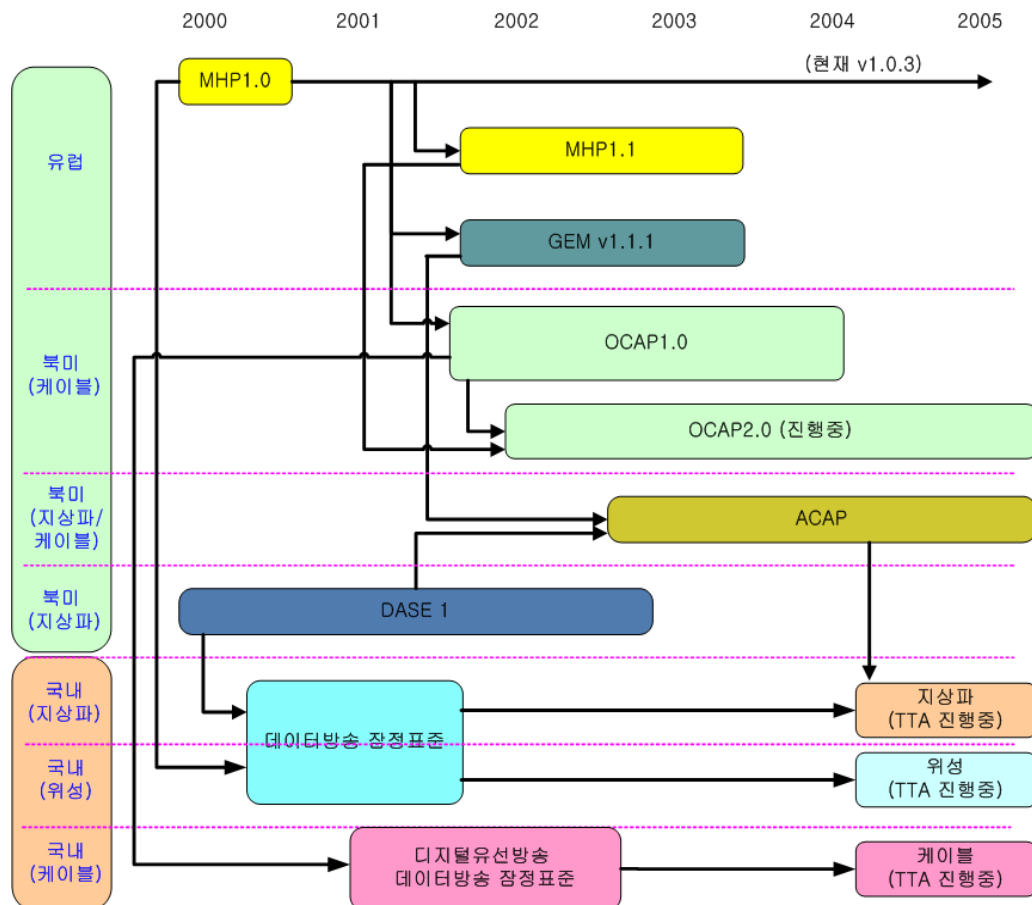 2000 2001 2002 2003 2004 2005
(현재 v1.0.3)
MHP1.0
유럽
MHP1.1
GEM v1.1.1
북미
(케이블)
OCAP1.0
OCAP2.0 (진행중)
북미
(지상파/
케이블)
ACAP
북미
(지상파)
DASE 1
국내
(지상파)
데이터방송 잠정표준
지상파
(TTA 진행중)
국내
(위성)
위성
(TTA 진행중)
국내
(케이블)
디지털유선방송
데이터방송 잠정표준
케이블
(TTA 진행중)